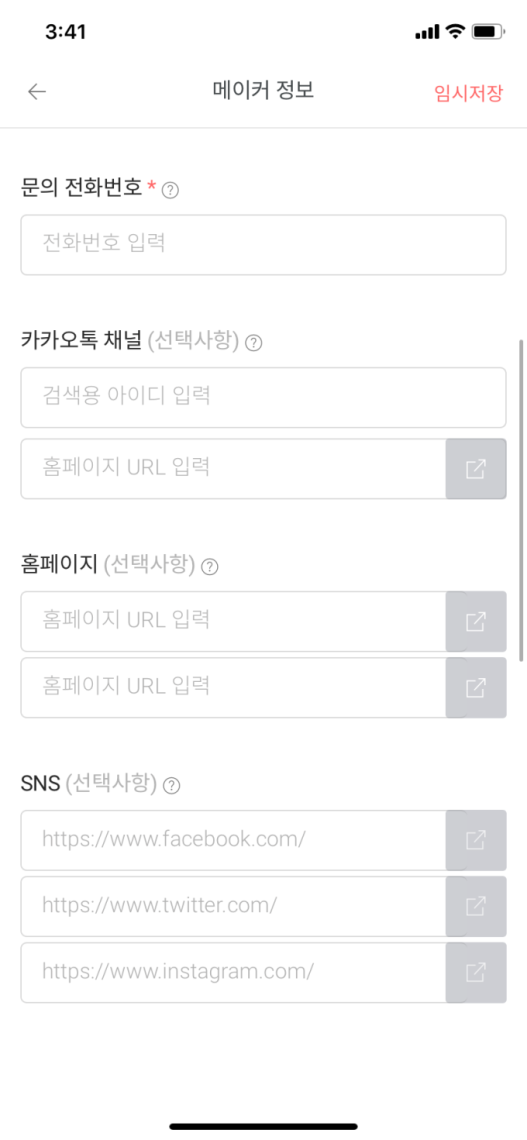 3:41
메이커 정보
임시저장
문의 전화번호 * ?
전화번호 입력
카카오톡 채널 (선택사항) ?
검색용 아이디 입력
홈페이지 URL 입력
홈페이지 (선택사항) ?
홈페이지 URL 입력
홈페이지 URL 입력
SNS (선택사항) ?
https://www.facebook.com/
https://www.twitter.com/
https://www.instagram.com/